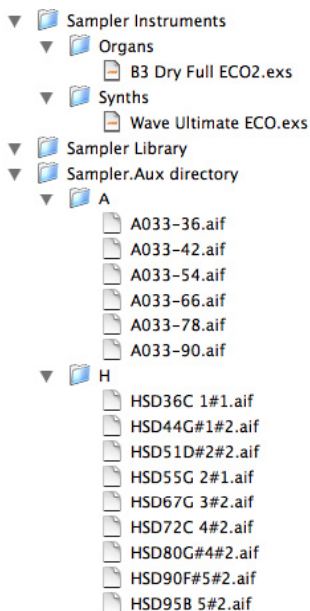 Sampler Instruments
Organs
B3 Dry Full ECO2.exs
Synths
Wave Ultimate ECO.exs
Sampler Library
Sampler.Aux directory
A
A033-36.aif
A033-42.aif
A033-54.aif
A033-66.aif
A033-78.aif
A033-90.aif
H
HSD36C 1#1.aif
HSD44G#1#2.aif
HSD51D#2#2.aif
HSD55G 2#1.aif
HSD67G 3#2.aif
HSD72C 4#2.aif
HSD80G#4#2.aif
HSD90F#5#2.aif
HSD95B 5#2.aif